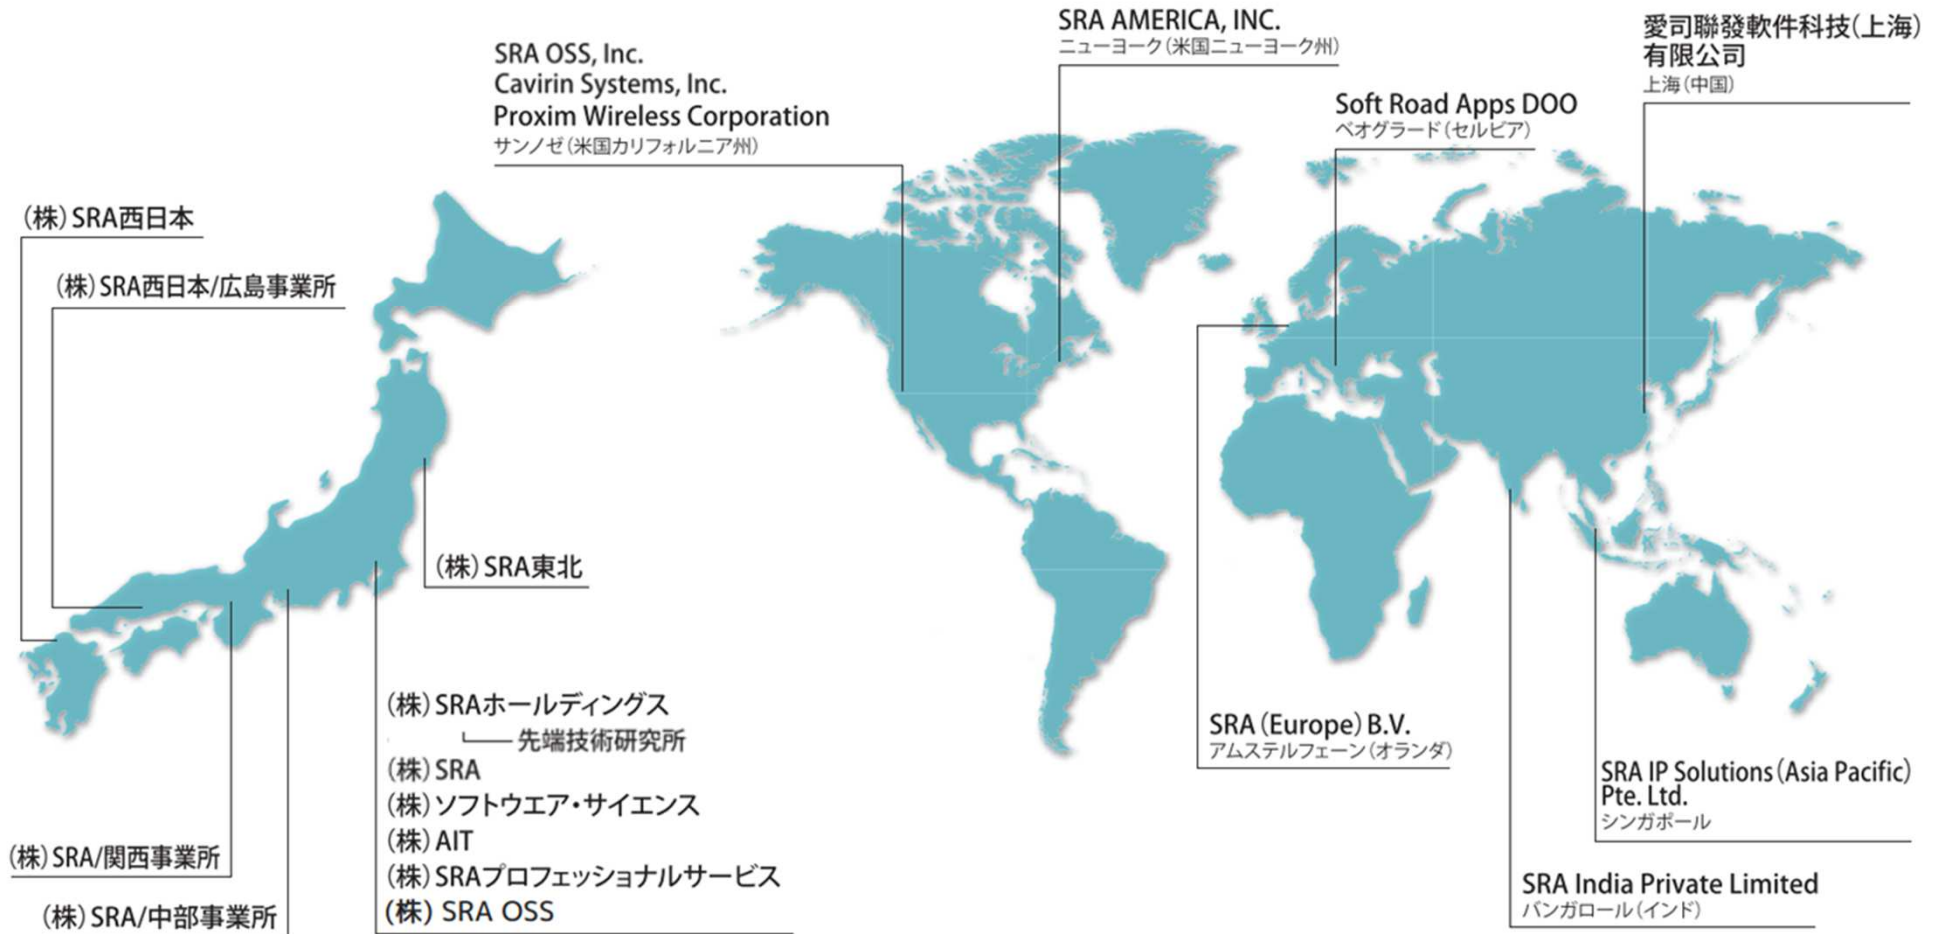 (株)SRA西日本
(株)SRA西日本/広島事業所
(株)SRA東北
(株)SRAホールディングス
先端技術研究所
(株)SRA
(株)ソフトウエア・サイエンス
(株)AIT
(株)SRAプロフェッショナルサービス
(株) SRA OSS
(株)SRA/関西事業所
(株)SRA/中部事業所
SRA OSS, Inc.
Cavirin Systems, Inc.
Proxim Wireless Corporation
サンノゼ(米国カリフォルニア州)
SRA AMERICA, INC.
ニューヨーク(米国ニューヨーク州)
Soft Road Apps DOO
ベオグラード(セルビア)
愛司聯發軟件科技(上海)
有限公司
上海(中国)
SRA(Europe)B.V.
アムステルフェーン(オランダ)
SRA IP Solutions(Asia Pacific)
Pte. Ltd.
シンガポール
SRA India Private Limited
バンガロール(インド)